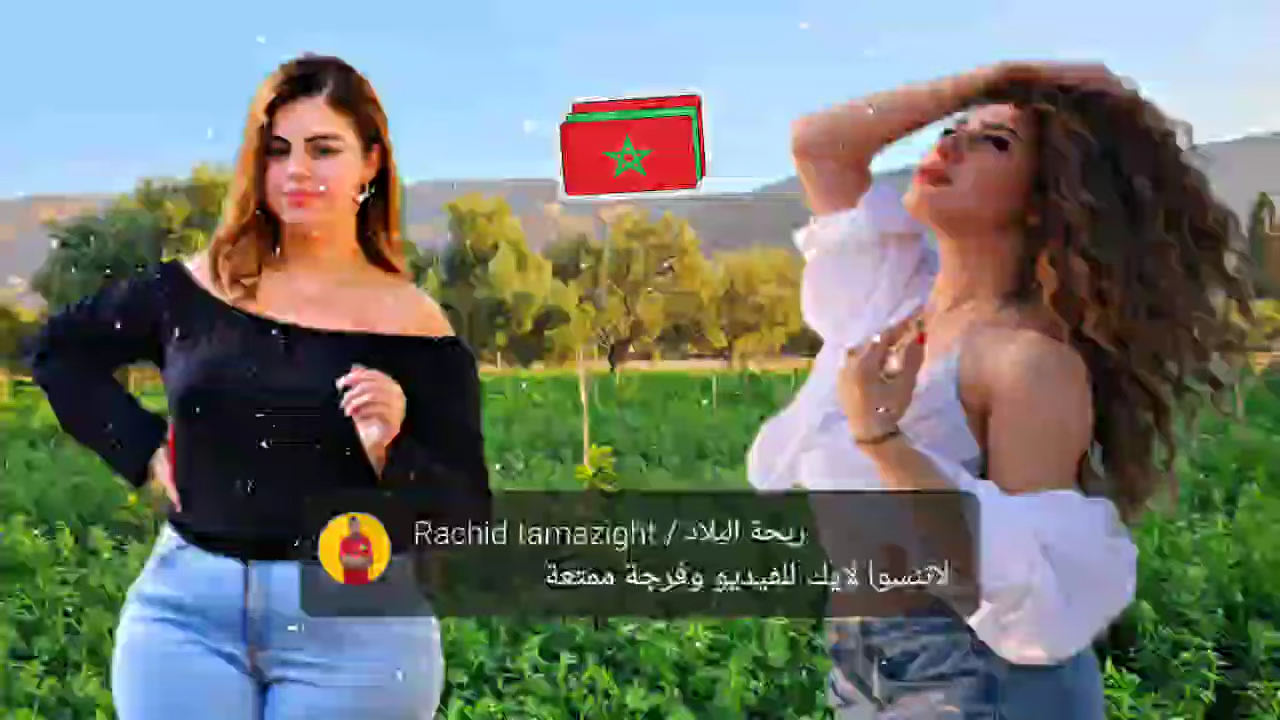 Rachid tamazight / ريحة البلاد
لاتنسوا لايك للفيديو وفرجة ممتعة